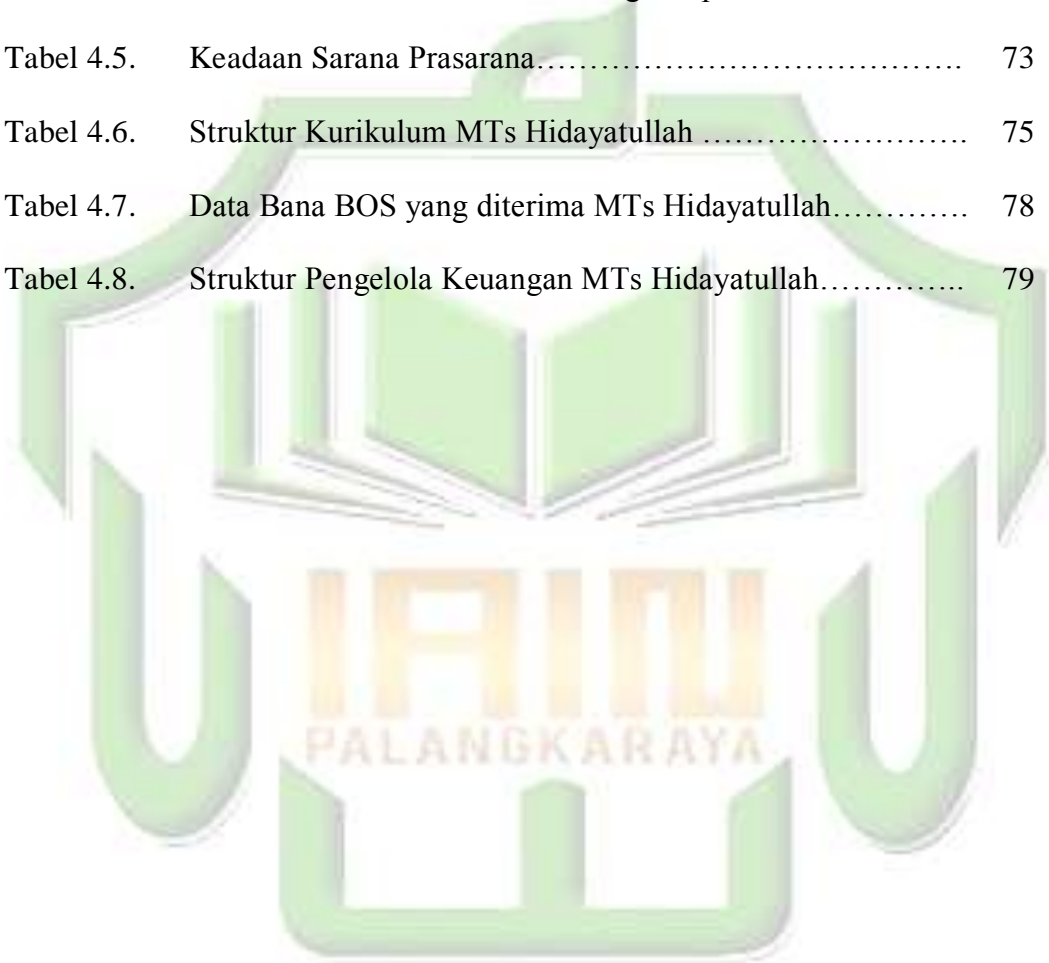 Tabel 4.5. Keadaan Sarana Prasarana…………………………………. 73
Tabel 4.6. Struktur Kurikulum MTs Hidayatullah ……………………. 75
Tabel 4.7. Data Bana BOS yang diterima MTs Hidayatullah…………. 78
Tabel 4.8. Struktur Pengelola Keuangan MTs Hidayatullah………….. 79
IAIN
PALANGKARAYA